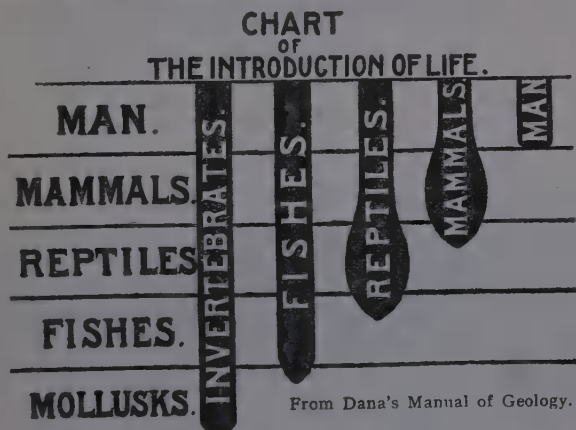 CHART
OF
THE INTRODUCTION OF LIFE.
MAN.
MAMMALS.
REPTILES
FISHES.
MOLLUSKS.
INVERTEBRATES.
FISHES.
REPTILES.
MAMMALS.
MAN
From Dana's Manual of Geology.